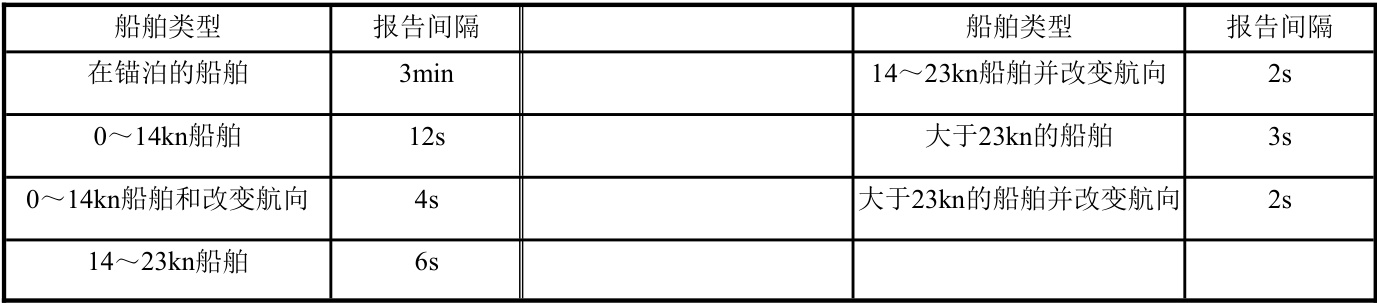 船舶类型 报告间隔 船舶类型 报告间隔
在锚泊的船舶 3min 14～23kn船舶并改变航向 2s
0～14kn船舶 12s 大于23kn的船舶 3s
0～14kn船舶和改变航向 4s 大于23kn的船舶并改变航向 2s
14～23kn船舶 6s